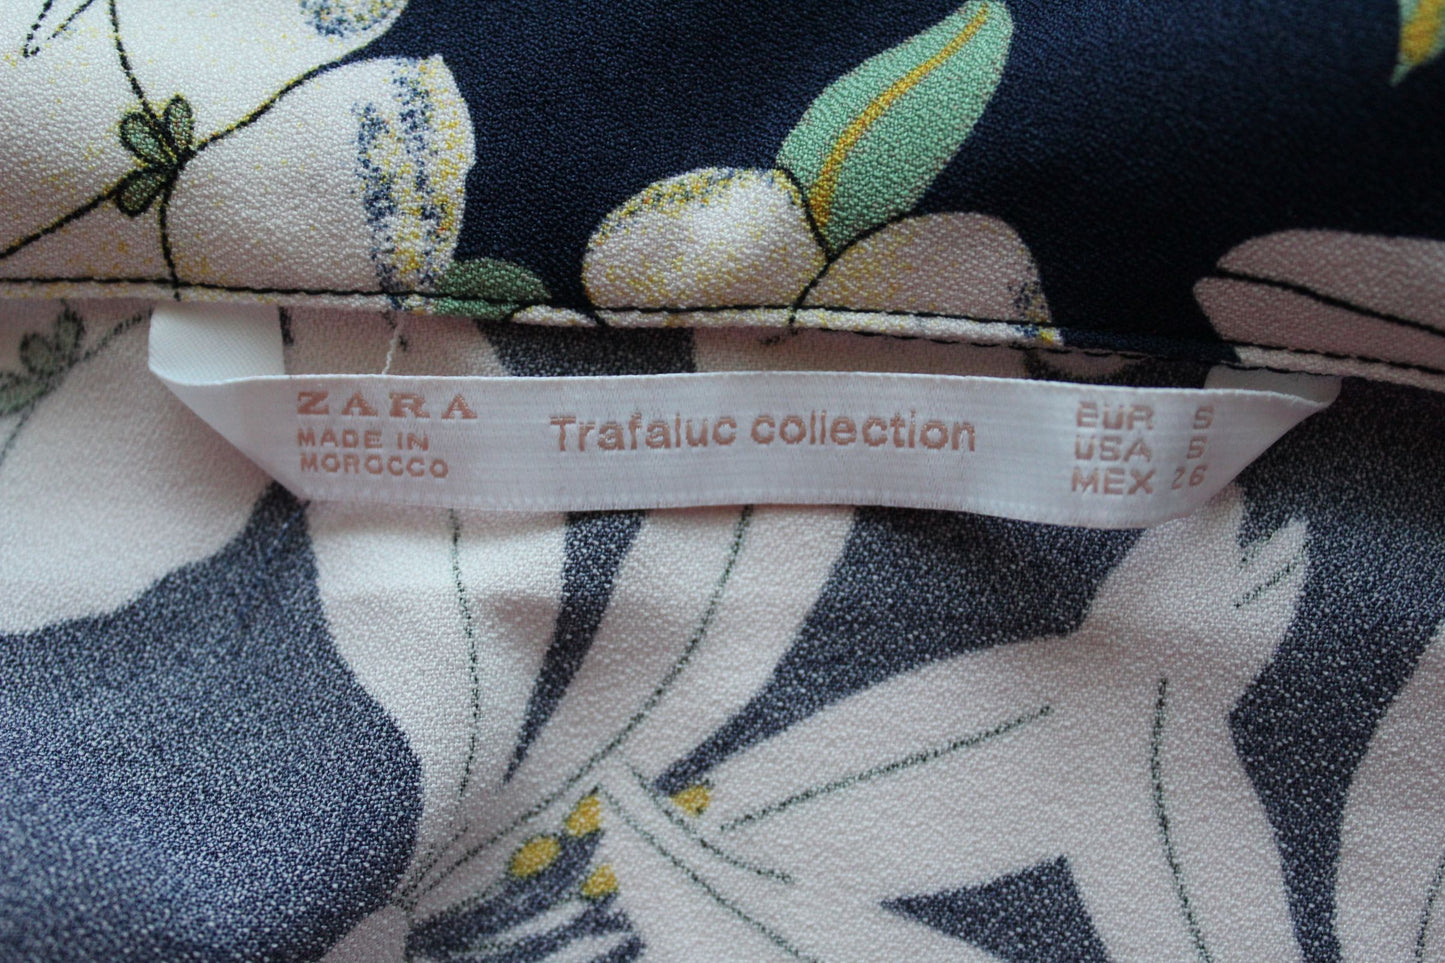 ZARA
MADE IN
MOROCCO
Trafaluc collection
EUR S
USA S
MEX 26